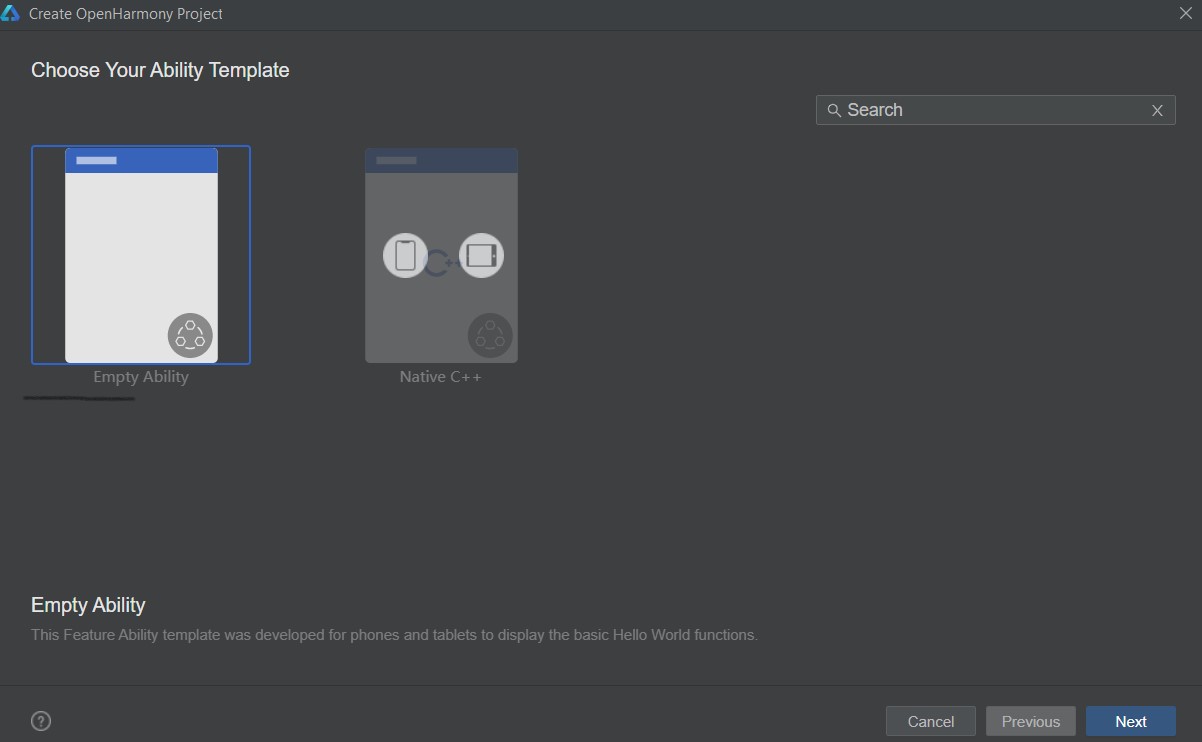 Create OpenHarmony Project
Choose Your Ability Template
Search
Empty Ability
Native C++
Empty Ability
This Feature Ability template was developed for phones and tablets to display the basic Hello World functions.
Cancel
Previous
Next